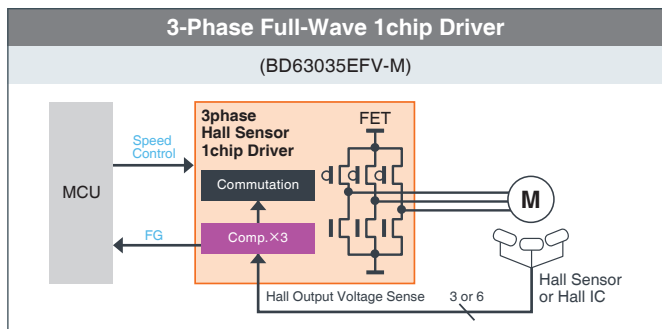 3-Phase Full-Wave 1chip Driver
(BD63035EFV-M)
3phase
Hall Sensor
1chip Driver
FET
Speed
Control
MCU
Commutation
M
FG
Comp.×3
Hall Output Voltage Sense
3 or 6
Hall Sensor
or Hall IC